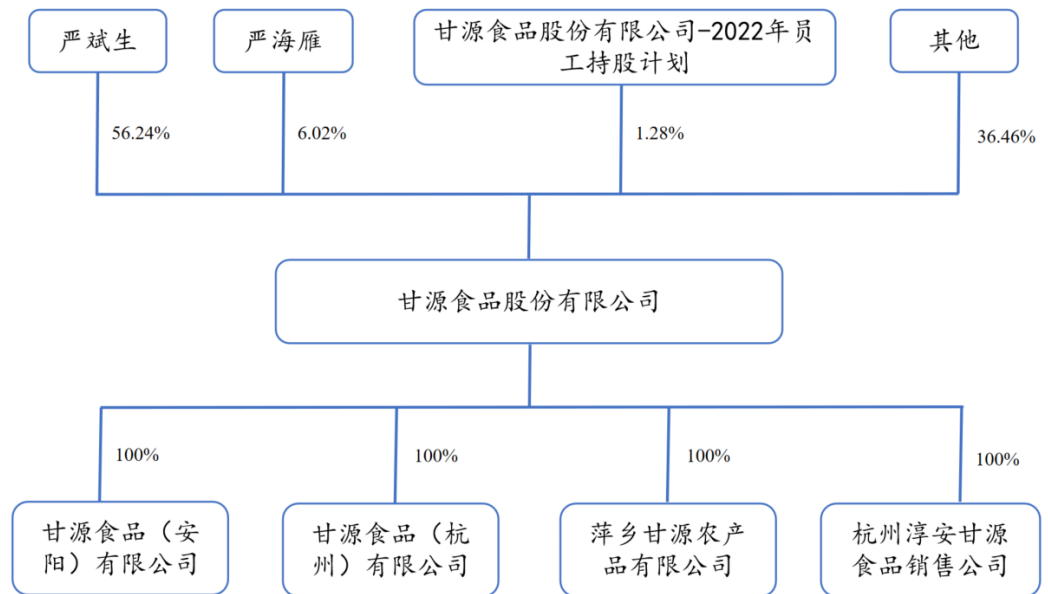 严斌生
严海雁
甘源食品股份有限公司-2022年员
工持股计划
其他
56.24%
6.02%
1.28%
36.46%
甘源食品股份有限公司
100%
100%
100%
100%
甘源食品（安
阳）有限公司
甘源食品（杭
州）有限公司
萍乡甘源农产
品有限公司
杭州淳安甘源
食品销售公司